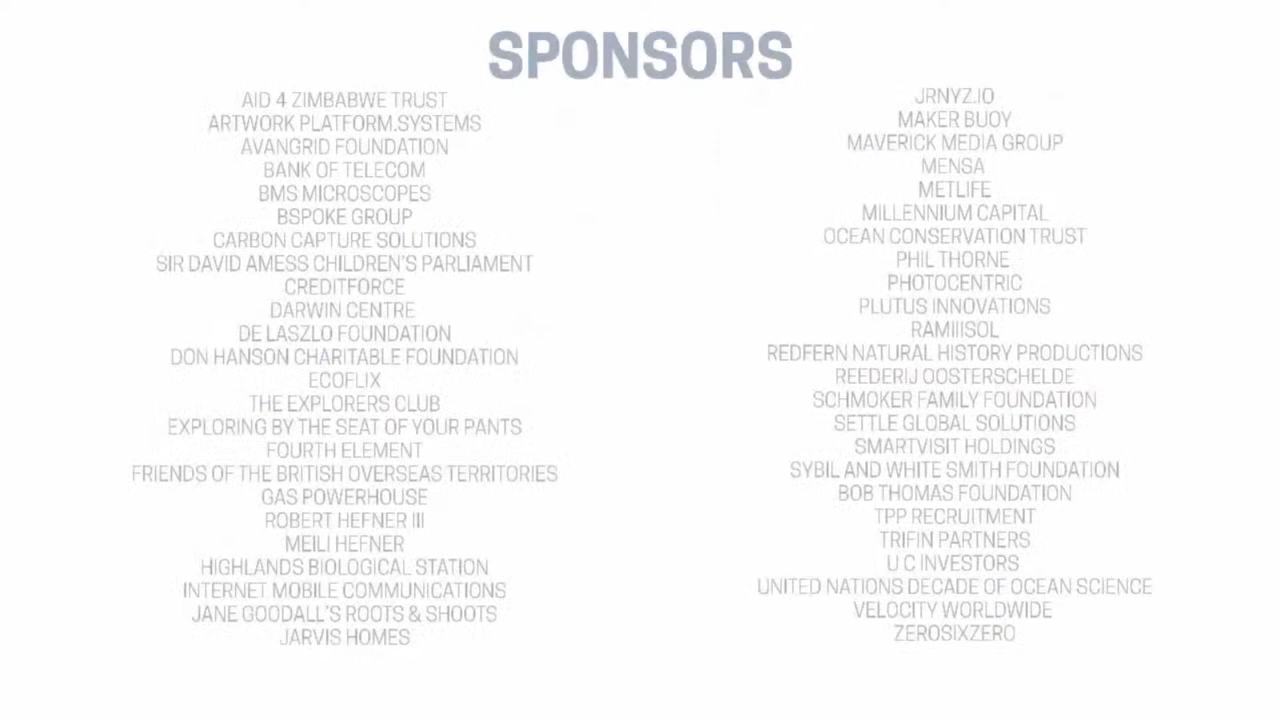 SPONSORS
AID 4 ZIMBABWE TRUST
ARTWORK PLATFORM.SYSTEMS
AVANGRID FOUNDATION
BANK OF TELECOM
BMS MICROSCOPES
BSPOKE GROUP
CARBON CAPTURE SOLUTIONS
SIR DAVID AMESS CHILDREN'S PARLIAMENT
CREDITFORCE
DARWIN CENTRE
DE LASZLO FOUNDATION
DON HANSON CHARITABLE FOUNDATION
ECOFLIX
THE EXPLORERS CLUB
EXPLORING BY THE SEAT OF YOUR PANTS
FOURTH ELEMENT
FRIENDS OF THE BRITISH OVERSEAS TERRITORIES
GAS POWERHOUSE
ROBERT HEFNER III
MEILI HEFNER
HIGHLANDS BIOLOGICAL STATION
INTERNET MOBILE COMMUNICATIONS
JANE GOODALL'S ROOTS & SHOOTS
JARVIS HOMES
JRNYZ.IO
MAKER BUOY
MAVERICK MEDIA GROUP
MENSA
METLIFE
MILLENNIUM CAPITAL
OCEAN CONSERVATION TRUST
PHIL THORNE
PHOTOCENTRIC
PLUTUS INNOVATIONS
RAMIIISOL
REDFERN NATURAL HISTORY PRODUCTIONS
REEDERIJ OOSTERSCHELDE
SCHMOKER FAMILY FOUNDATION
SETTLE GLOBAL SOLUTIONS
SMARTVISIT HOLDINGS
SYBIL AND WHITE SMITH FOUNDATION
BOB THOMAS FOUNDATION
TPP RECRUITMENT
TRIFIN PARTNERS
U C INVESTORS
UNITED NATIONS DECADE OF OCEAN SCIENCE
VELOCITY WORLDWIDE
ZEROSIXZERO